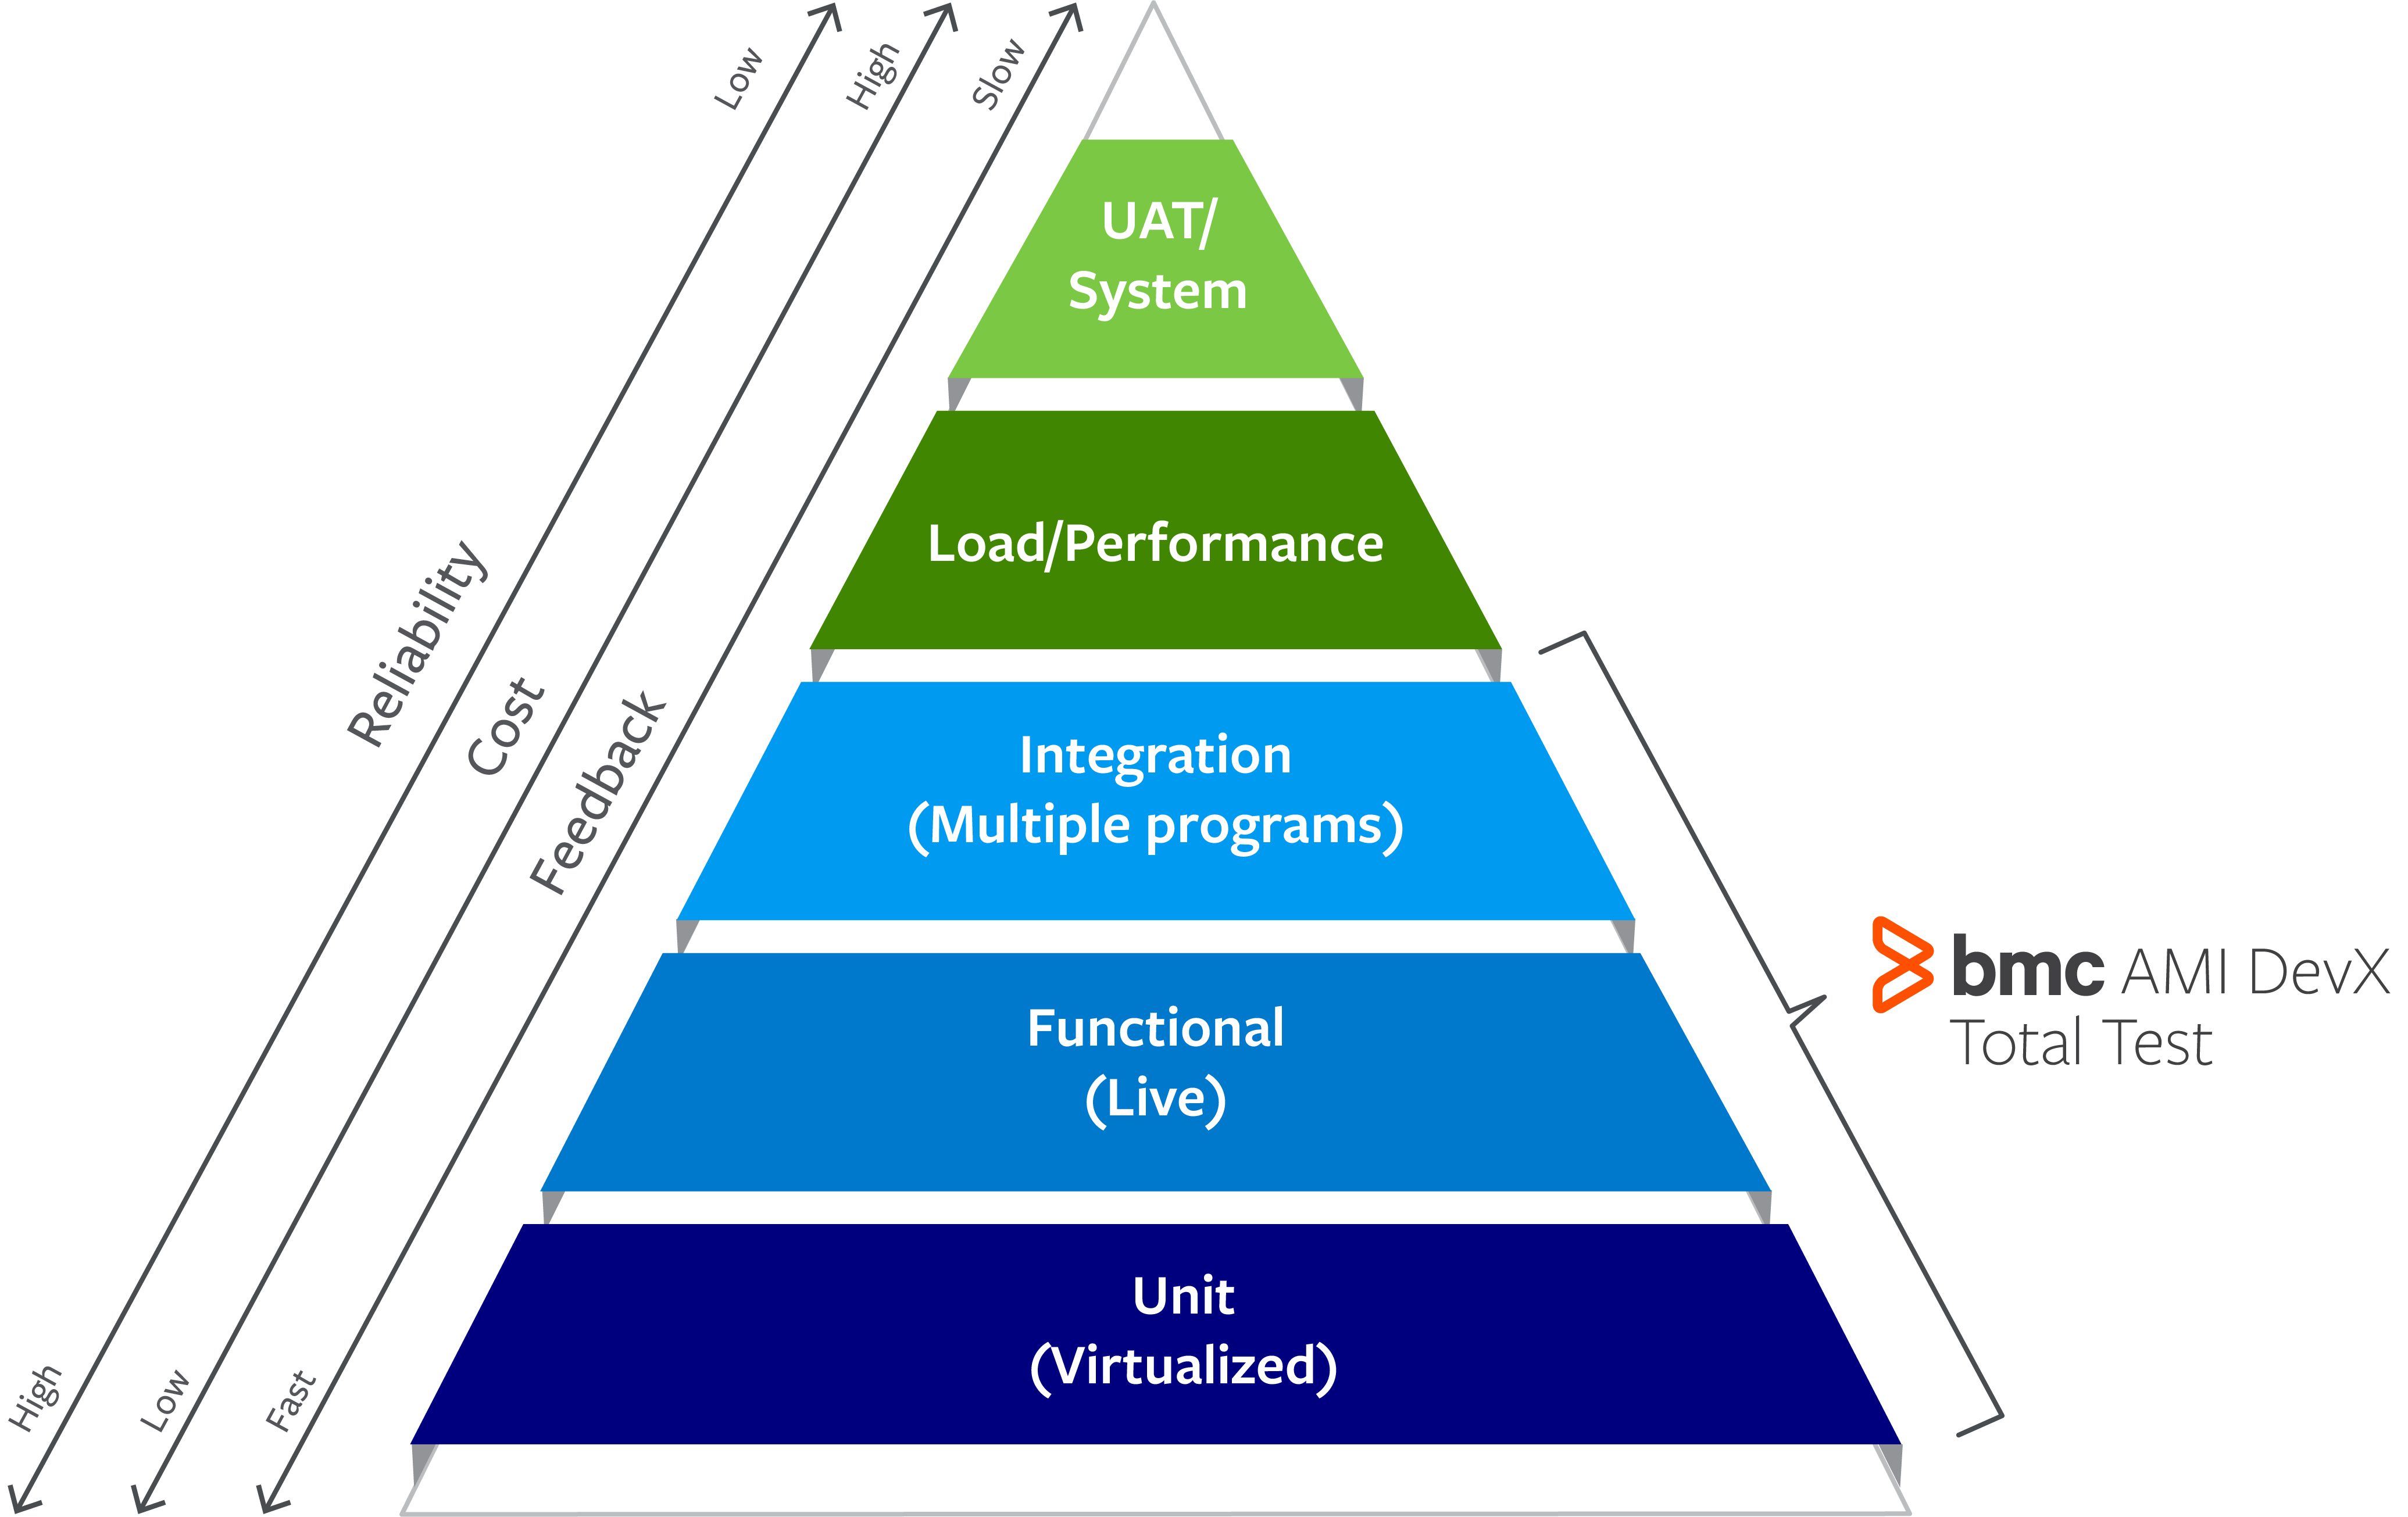 Low
High
Slow
Reliability
Cost
Feedback
High
Low
Fast
UAT/
System
Load/Performance
Integration
(Multiple programs)
Functional
(Live)
Unit
(Virtualized)
bmc AMI DevX
Total Test